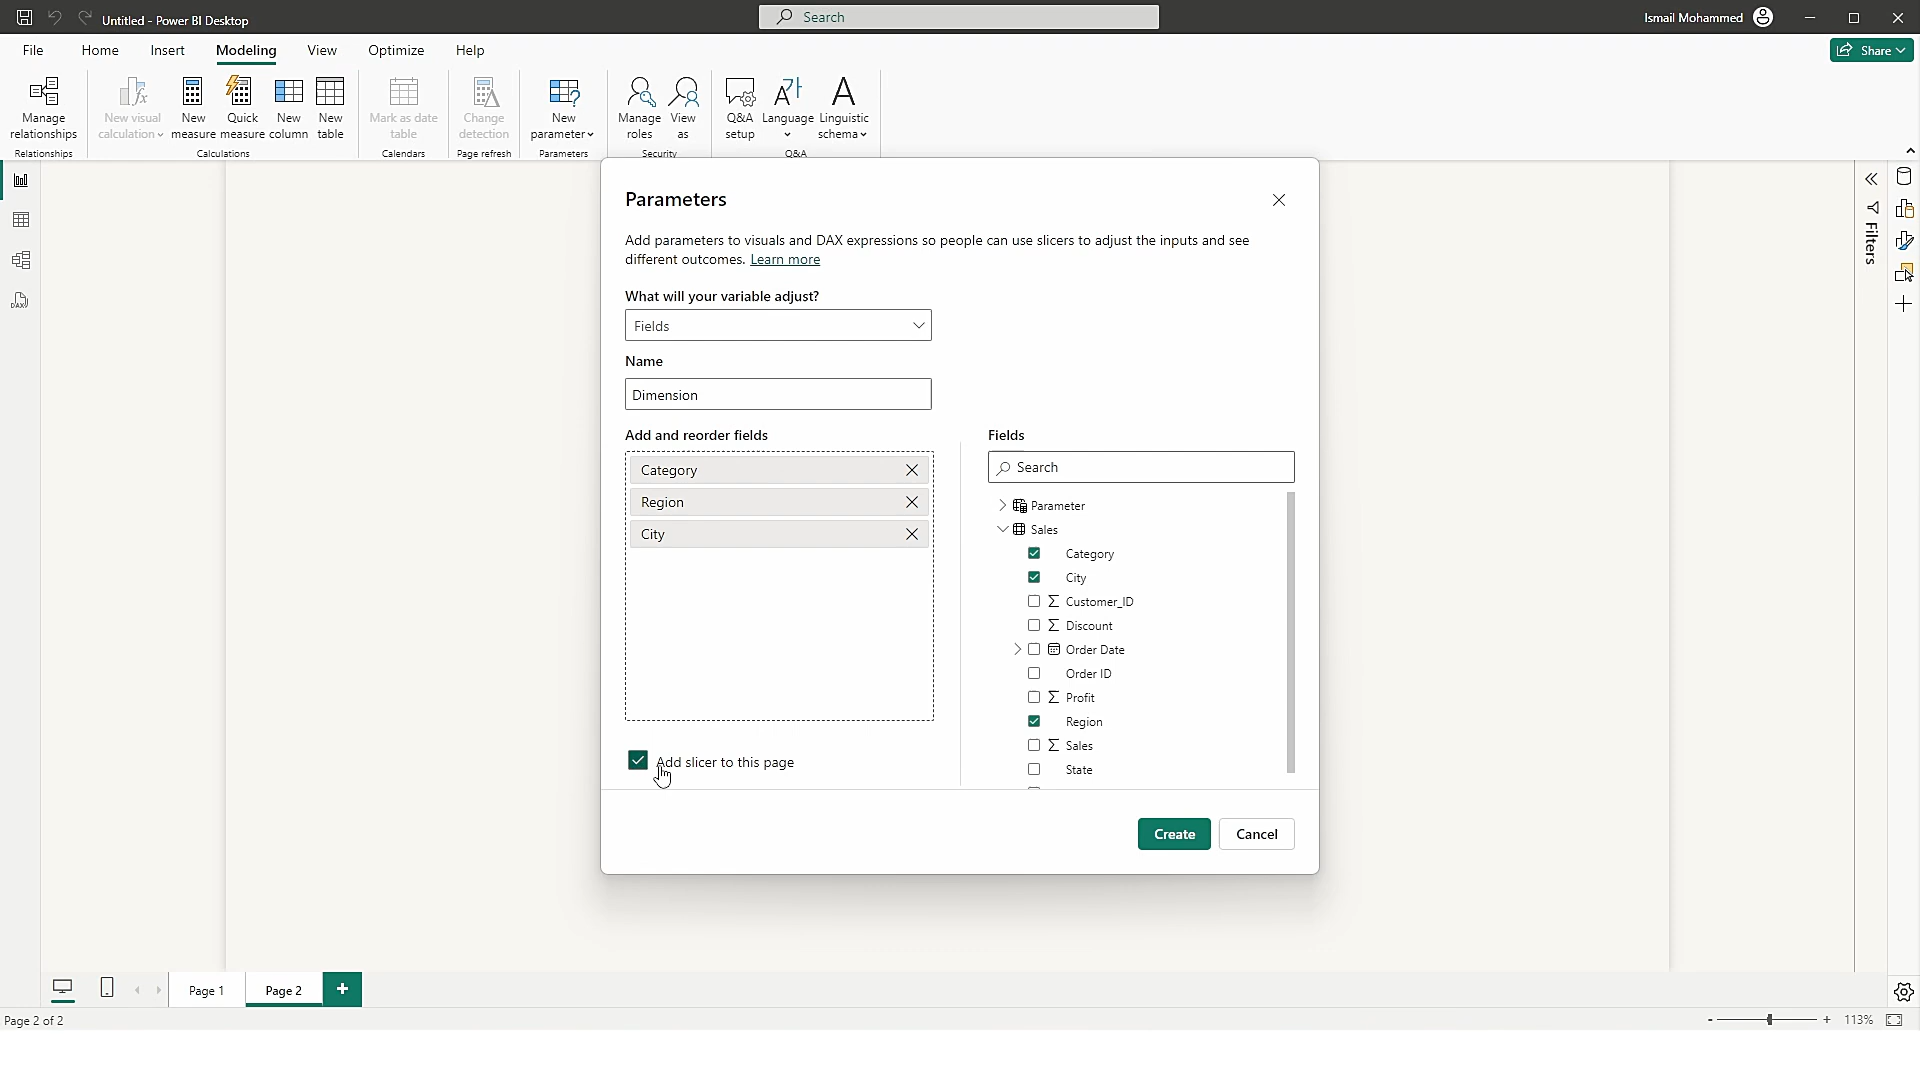 Untitled - Power BI Desktop
Search
Ismail Mohammed
File
Home
Insert
Modeling
View
Optimize
Help
Share
Manage relationships
New visual calculation
New measure
Quick measure
New column
New table
Mark as date table
Change detection
New parameter
Manage roles
View as
Q&A setup
Language
Linguistic schema
Relationships
Calculations
Calendars
Page refresh
Parameters
Security
Q&A
Parameters
Add parameters to visuals and DAX expressions so people can use slicers to adjust the inputs and see
different outcomes. Learn more
What will your variable adjust?
Fields
Name
Dimension
Add and reorder fields
Category
Region
City
Add slicer to this page
Fields
Search
Parameter
Sales
Category
City
Customer_ID
Discount
Order Date
Order ID
Profit
Region
Sales
State
Create
Cancel
Filters
DAX
Page 1
Page 2
Page 2 of 2
113%